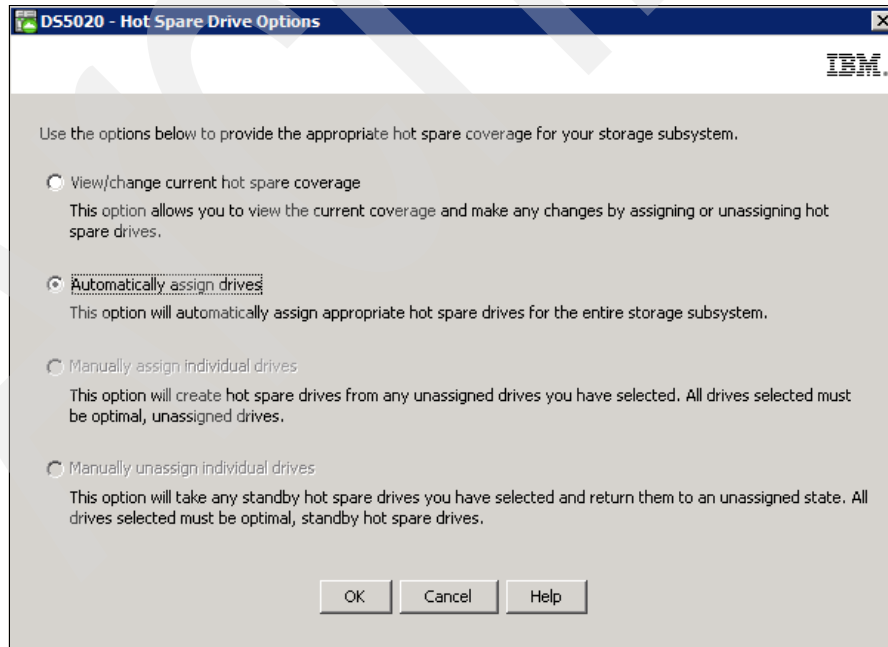 DS5020 - Hot Spare Drive Options
IBM.
Use the options below to provide the appropriate hot spare coverage for your storage subsystem.
View/change current hot spare coverage
This option allows you to view the current coverage and make any changes by assigning or unassigning hot
spare drives.
Automatically assign drives
This option will automatically assign appropriate hot spare drives for the entire storage subsystem.
Manually assign individual drives
This option will create hot spare drives from any unassigned drives you have selected. All drives selected must
be optimal, unassigned drives.
Manually unassign individual drives
This option will take any standby hot spare drives you have selected and return them to an unassigned state. All
drives selected must be optimal, standby hot spare drives.
OK Cancel Help